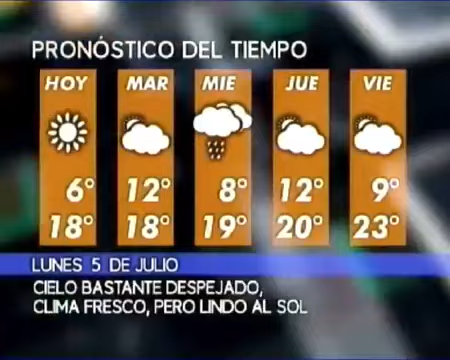 PRONÓSTICO DEL TIEMPO
HOY MAR MIE JUE VIE
6° 12° 8° 12° 9°
18° 18° 19° 20° 23°
LUNES 5 DE JULIO
CIELO BASTANTE DESPEJADO,
CLIMA FRESCO, PERO LINDO AL SOL